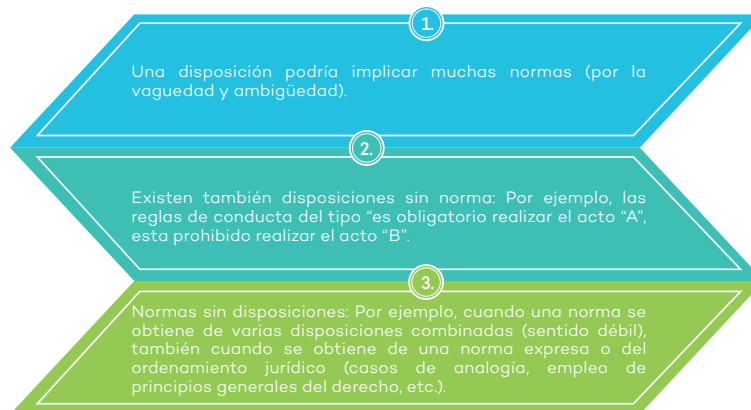 1.
Una disposición podría implicar muchas normas (por la
vaguedad y ambigüedad).
2.
Existen también disposiciones sin norma: Por ejemplo, las
reglas de conducta del tipo “es obligatorio realizar el acto “A”,
esta prohibido realizar el acto “B”.
3.
Normas sin disposiciones: Por ejemplo, cuando una norma se
obtiene de varias disposiciones combinadas (sentido débil),
también cuando se obtiene de una norma expresa o del
ordenamiento jurídico (casos de analogía, empleo de
principios generales del derecho, etc.).